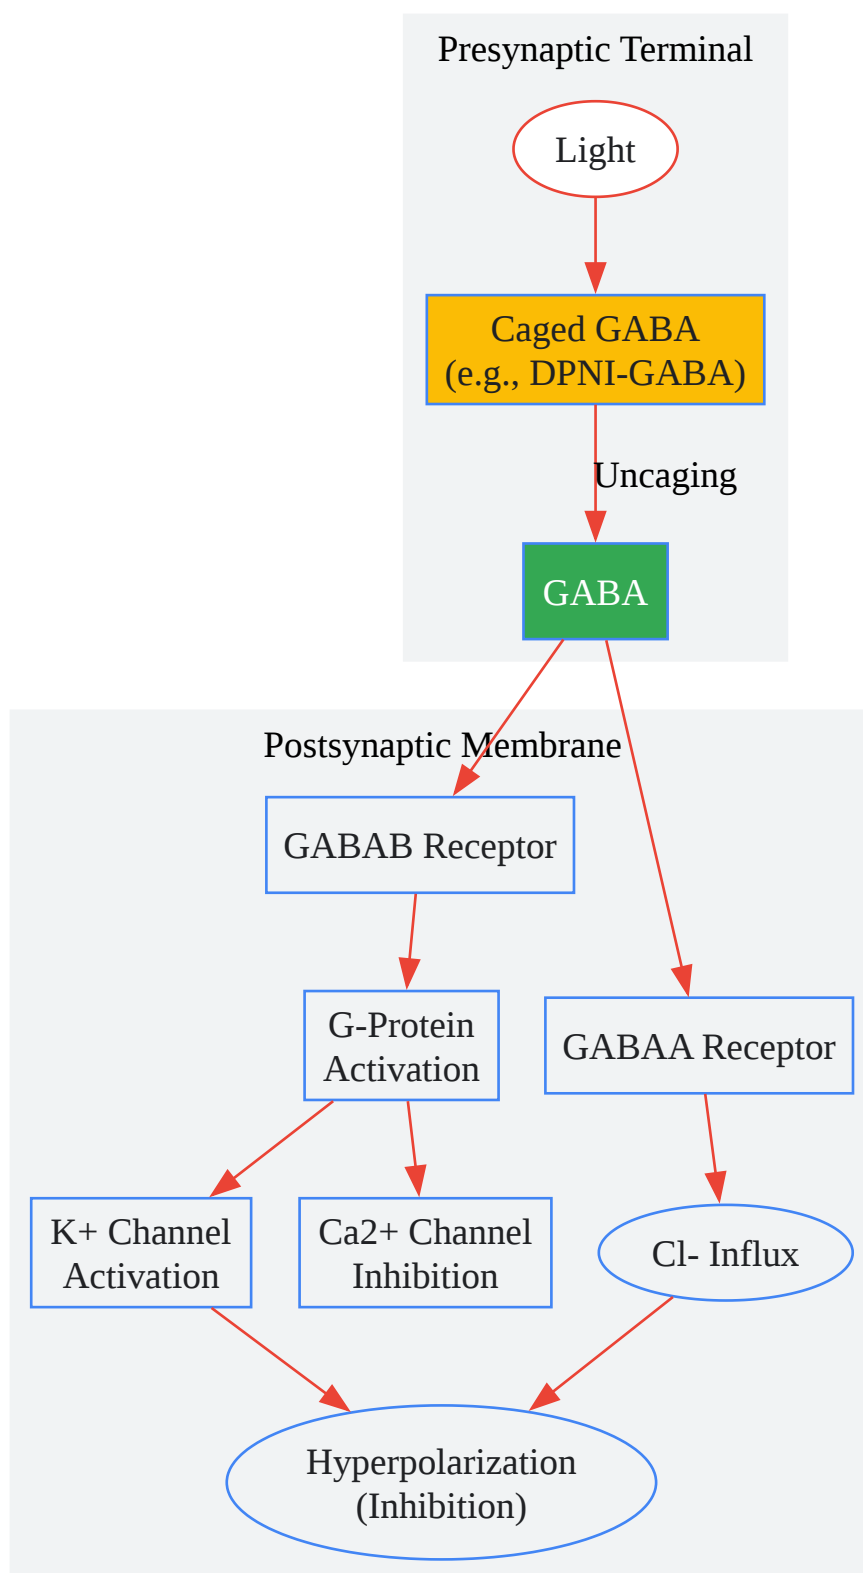 Presynaptic Terminal
Light
Caged GABA
(e.g., DPNI-GABA)
Uncaging
GABA
Postsynaptic Membrane
GABAB Receptor
G-Protein
Activation
GABAA Receptor
K+ Channel
Activation
Ca2+ Channel
Inhibition
Cl- Influx
Hyperpolarization
(Inhibition)